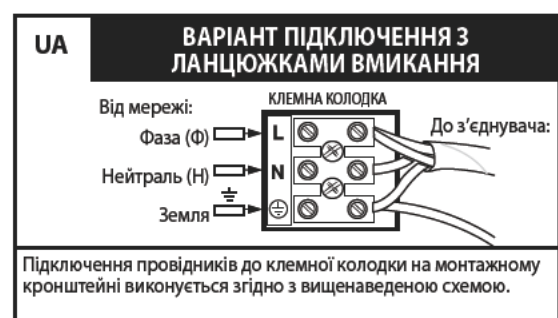 UA
ВАРІАНТ ПІДКЛЮЧЕННЯ З
ЛАНЦЮЖКАМИ ВМИКАННЯ
КЛЕМНА КОЛОДКА
Від мережі:
До з’єднувача:
Фаза (Ф)
L
Нейтраль (Н)
N
Земля
Підключення провідників до клемної колодки на монтажному
кронштейні виконується згідно з вищенаведеною схемою.